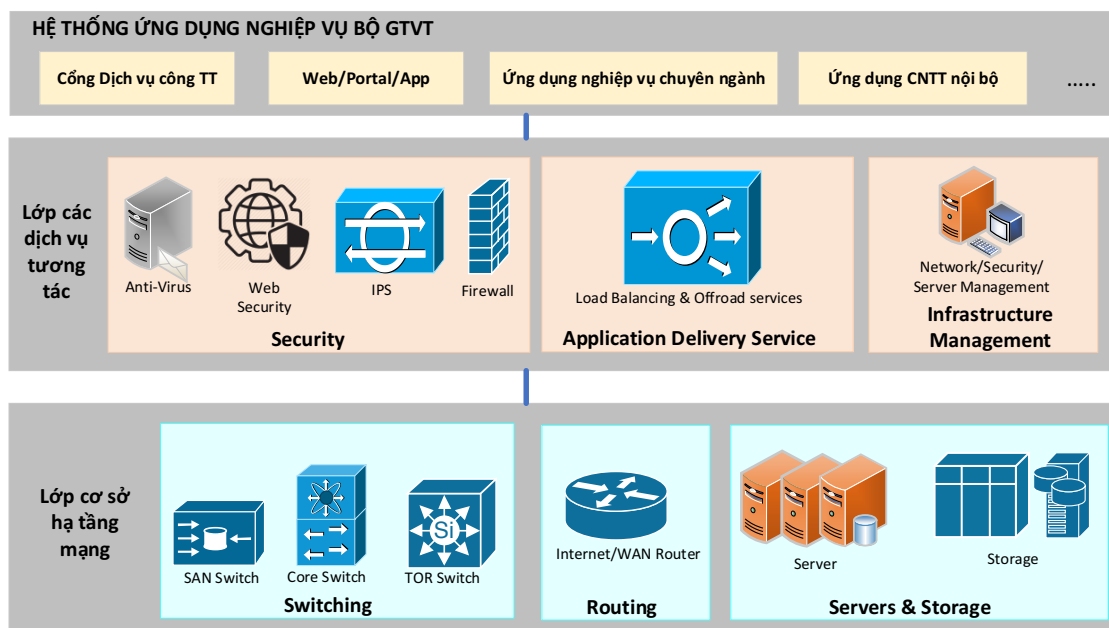 HỆ THỐNG ỨNG DỤNG NGHIỆP VỤ BỘ GTVT
Cổng Dịch vụ công TT
Web/Portal/App
Ứng dụng nghiệp vụ chuyên ngành
Ứng dụng CNTT nội bộ
.....
Lớp các
dịch vụ
tương
tác
Anti-Virus
Web
Security
IPS
Firewall
Security
Load Balancing & Offroad services
Application Delivery Service
Network/Security/
Server Management
Infrastructure
Management
Lớp cơ sở
hạ tầng
mạng
SAN Switch
Core Switch
Si
TOR Switch
Switching
Internet/WAN Router
Routing
Server
Storage
Servers & Storage